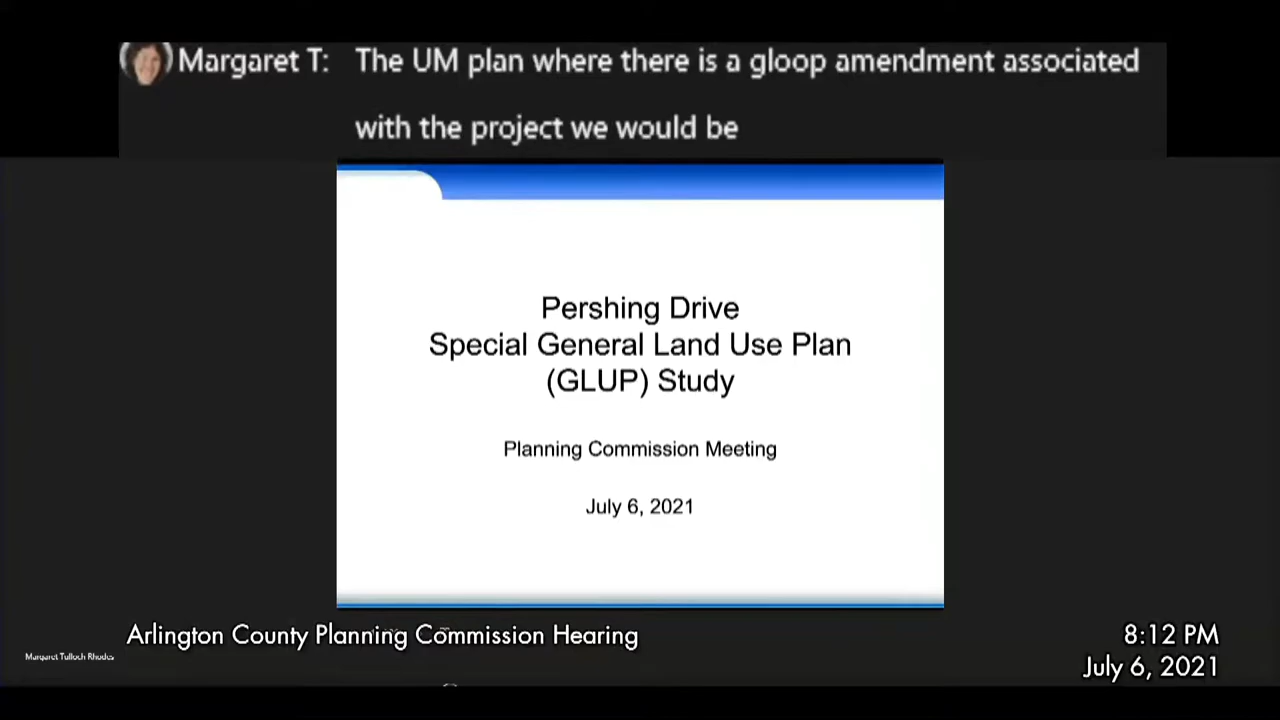 Margaret T: The UM plan where there is a gloop amendment associated
with the project we would be
Pershing Drive
Special General Land Use Plan
(GLUP) Study
Planning Commission Meeting
July 6, 2021
Arlington County Planning Commission Hearing
8:12 PM
Margaret Tulloch Rhodes
July 6, 2021